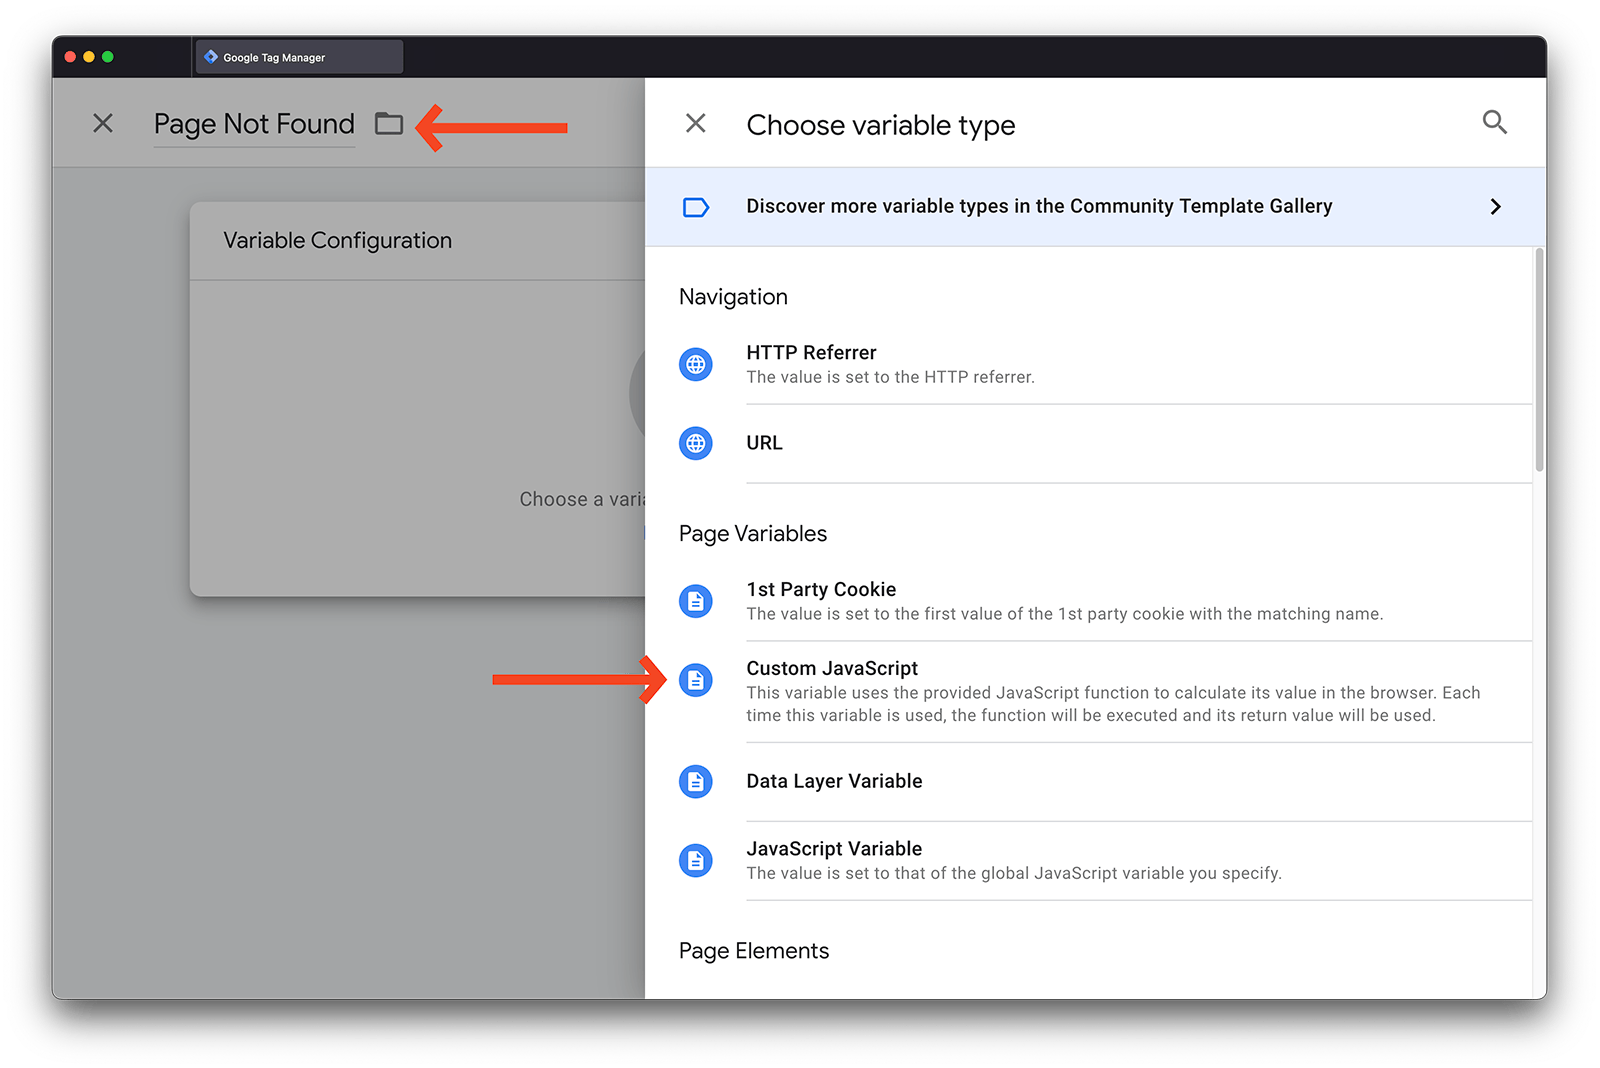 Google Tag Manager
Page Not Found
Choose variable type
Discover more variable types in the Community Template Gallery
Variable Configuration
Choose a vari
Navigation
HTTP Referrer
The value is set to the HTTP referrer.
URL
Page Variables
1st Party Cookie
The value is set to the first value of the 1st party cookie with the matching name.
Custom JavaScript
This variable uses the provided JavaScript function to calculate its value in the browser. Each
time this variable is used, the function will be executed and its return value will be used.
Data Layer Variable
JavaScript Variable
The value is set to that of the global JavaScript variable you specify.
Page Elements